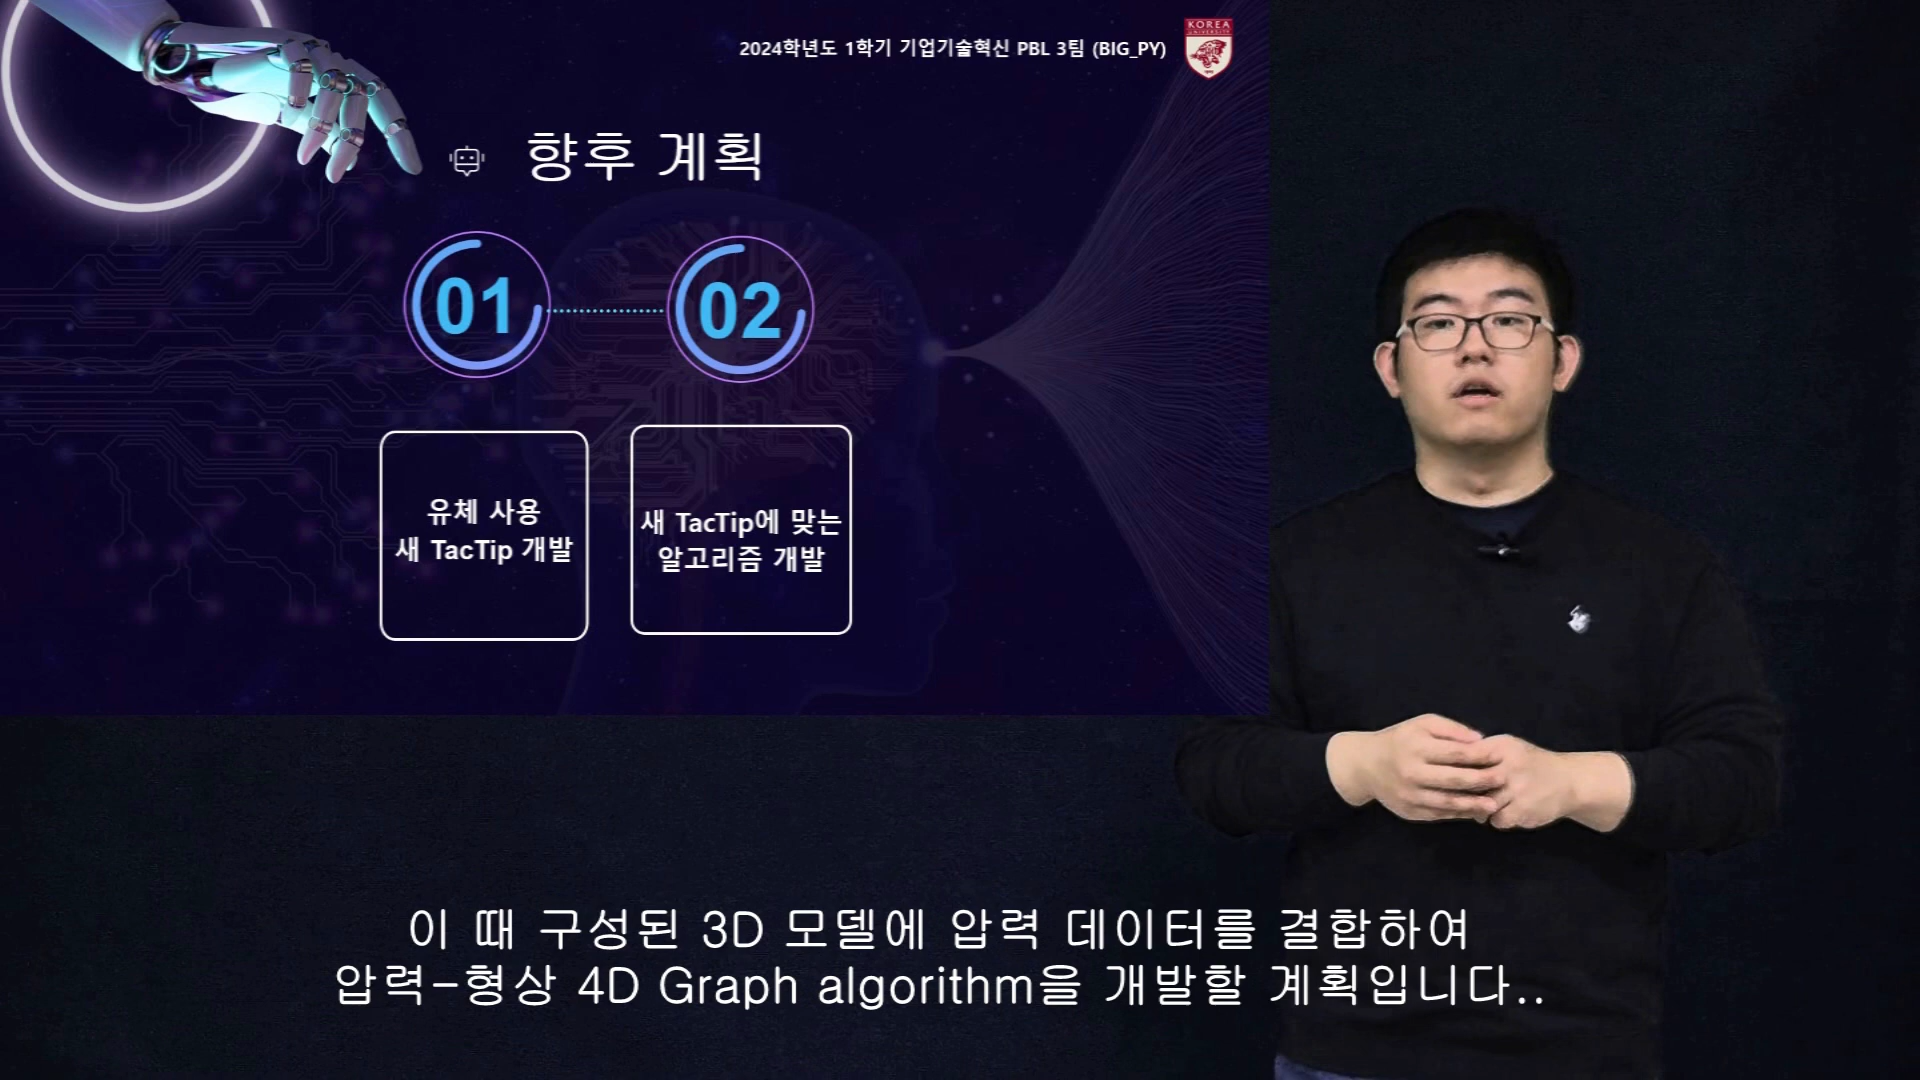 2024학년도 1학기 기업기술혁신 PBL 3팀 (BIG_PY)
KOREA
UNIVERSITY
향후 계획
01
02
유체 사용
새 TacTip 개발
새 TacTip에 맞는
알고리즘 개발
이 때 구성된 3D 모델에 압력 데이터를 결합하여
압력-형상 4D Graph algorithm을 개발할 계획입니다..